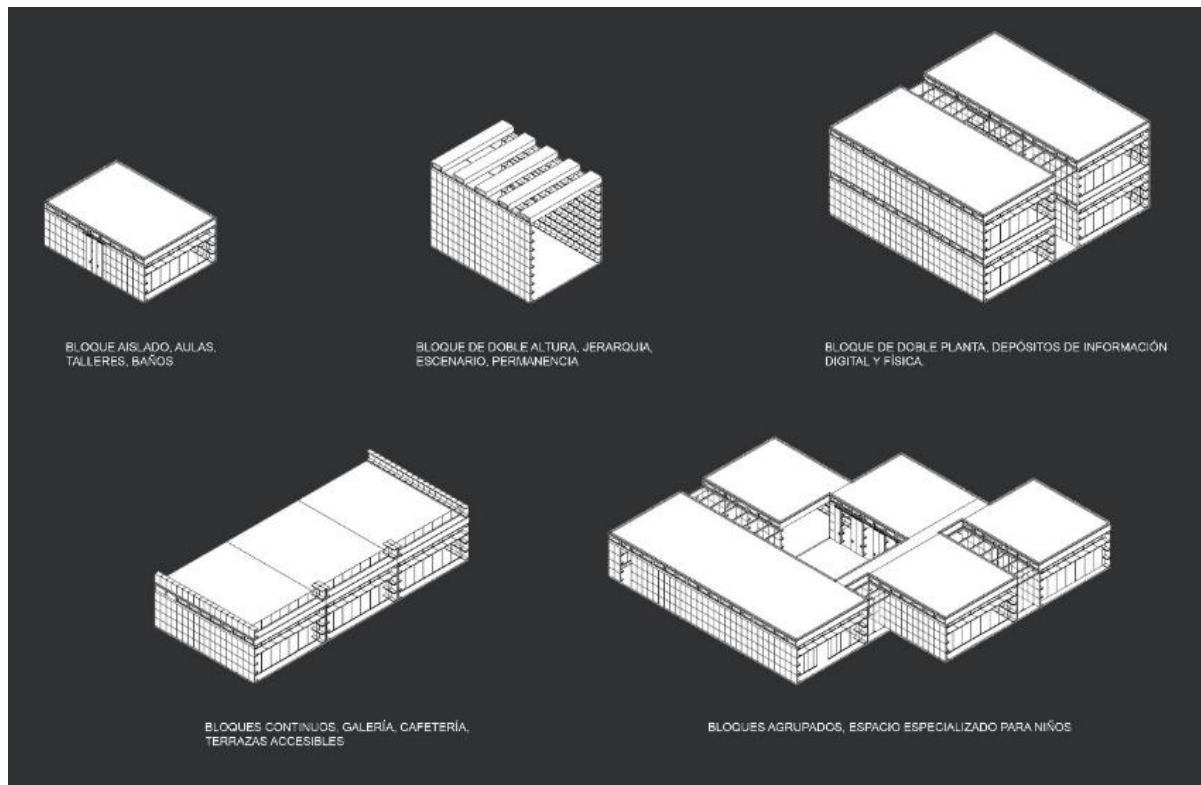 BLOQUE AISLADO, AULAS,
TALLERES, BAÑOS
BLOQUE DE DOBLE ALTURA, JERARQUIA,
ESCENARIO, PERMANENCIA
BLOQUE DE DOBLE PLANTA, DEPÓSITOS DE INFORMACIÓN
DIGITAL Y FÍSICA.
BLOQUES CONTINUOS, GALERÍA, CAFETERÍA,
TERRAZAS ACCESIBLES
BLOQUES AGRUPADOS, ESPACIO ESPECIALIZADO PARA NIÑOS